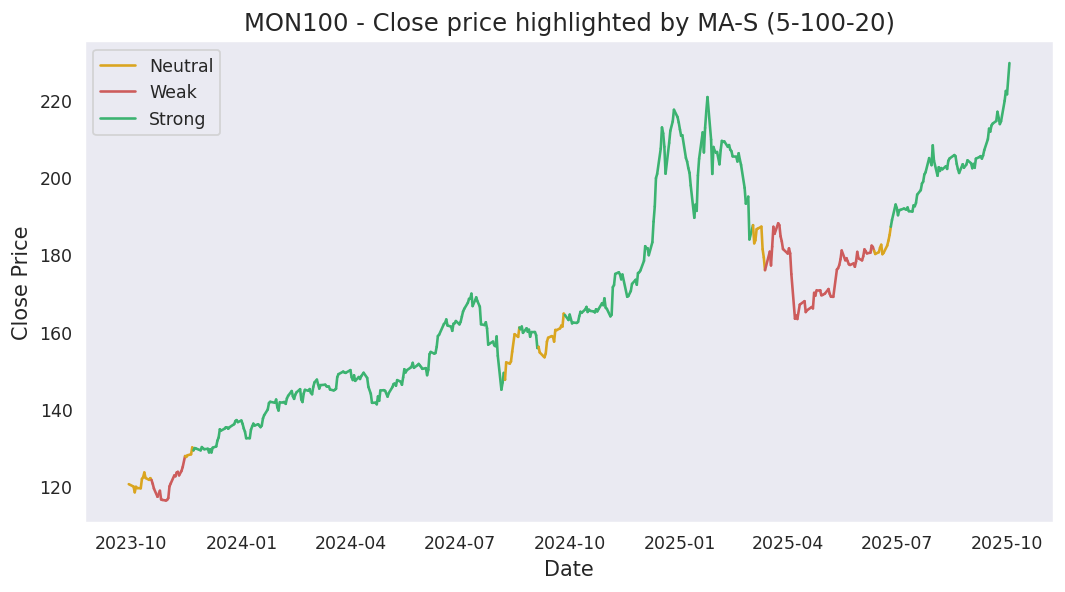 MON100 - Close price highlighted by MA-S (5-100-20)
Neutral
Weak
Strong
Close Price
220
200
180
160
140
120
2023-10 2024-01 2024-04 2024-07 2024-10 2025-01 2025-04 2025-07 2025-10
Date